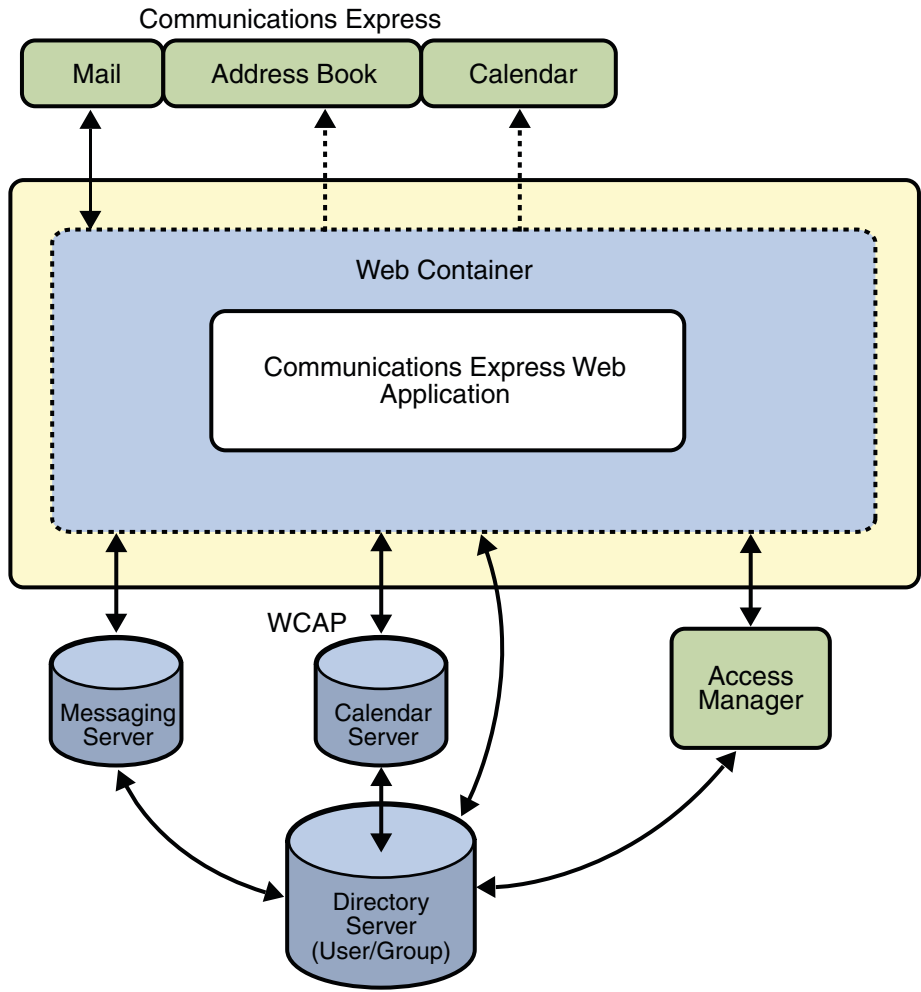 Communications Express
Mail
Address Book
Calendar
Web Container
Communications Express Web
Application
WCAP
Messaging
Server
Calendar
Server
Access
Manager
Directory
Server
(User/Group)